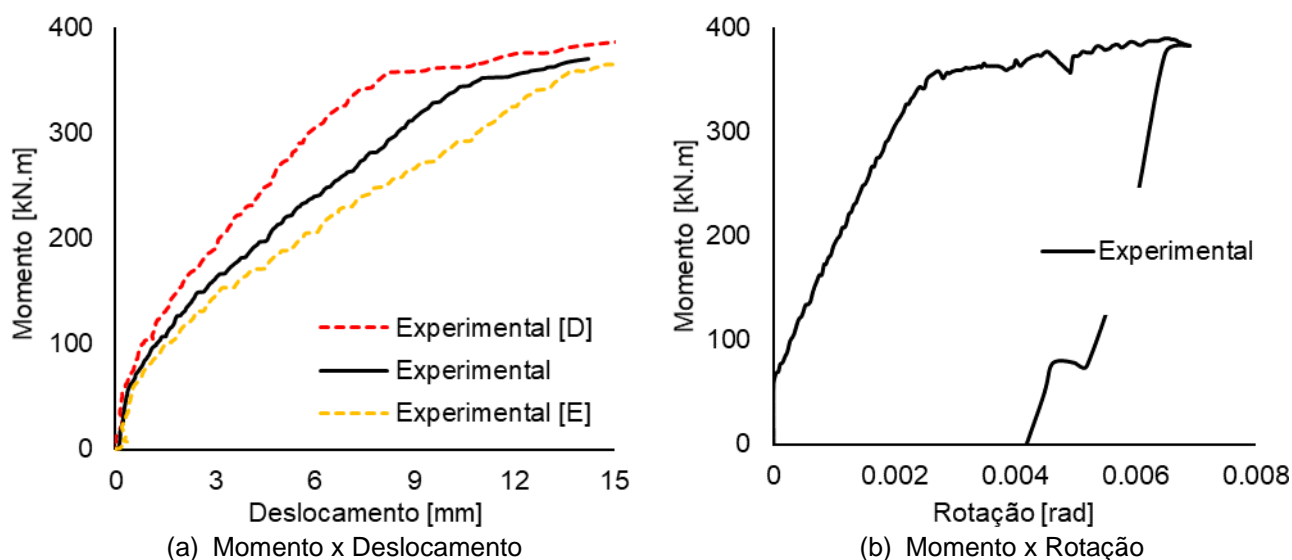 400
300
200
100
0
Momento [kN.m]
Experimental [D]
Experimental
Experimental [E]
0 3 6 9 12 15
Deslocamento [mm]
(a) Momento x Deslocamento
400
300
200
100
0
Momento [kN.m]
Experimental
0 0.002 0.004 0.006 0.008
Rotação [rad]
(b) Momento x Rotação